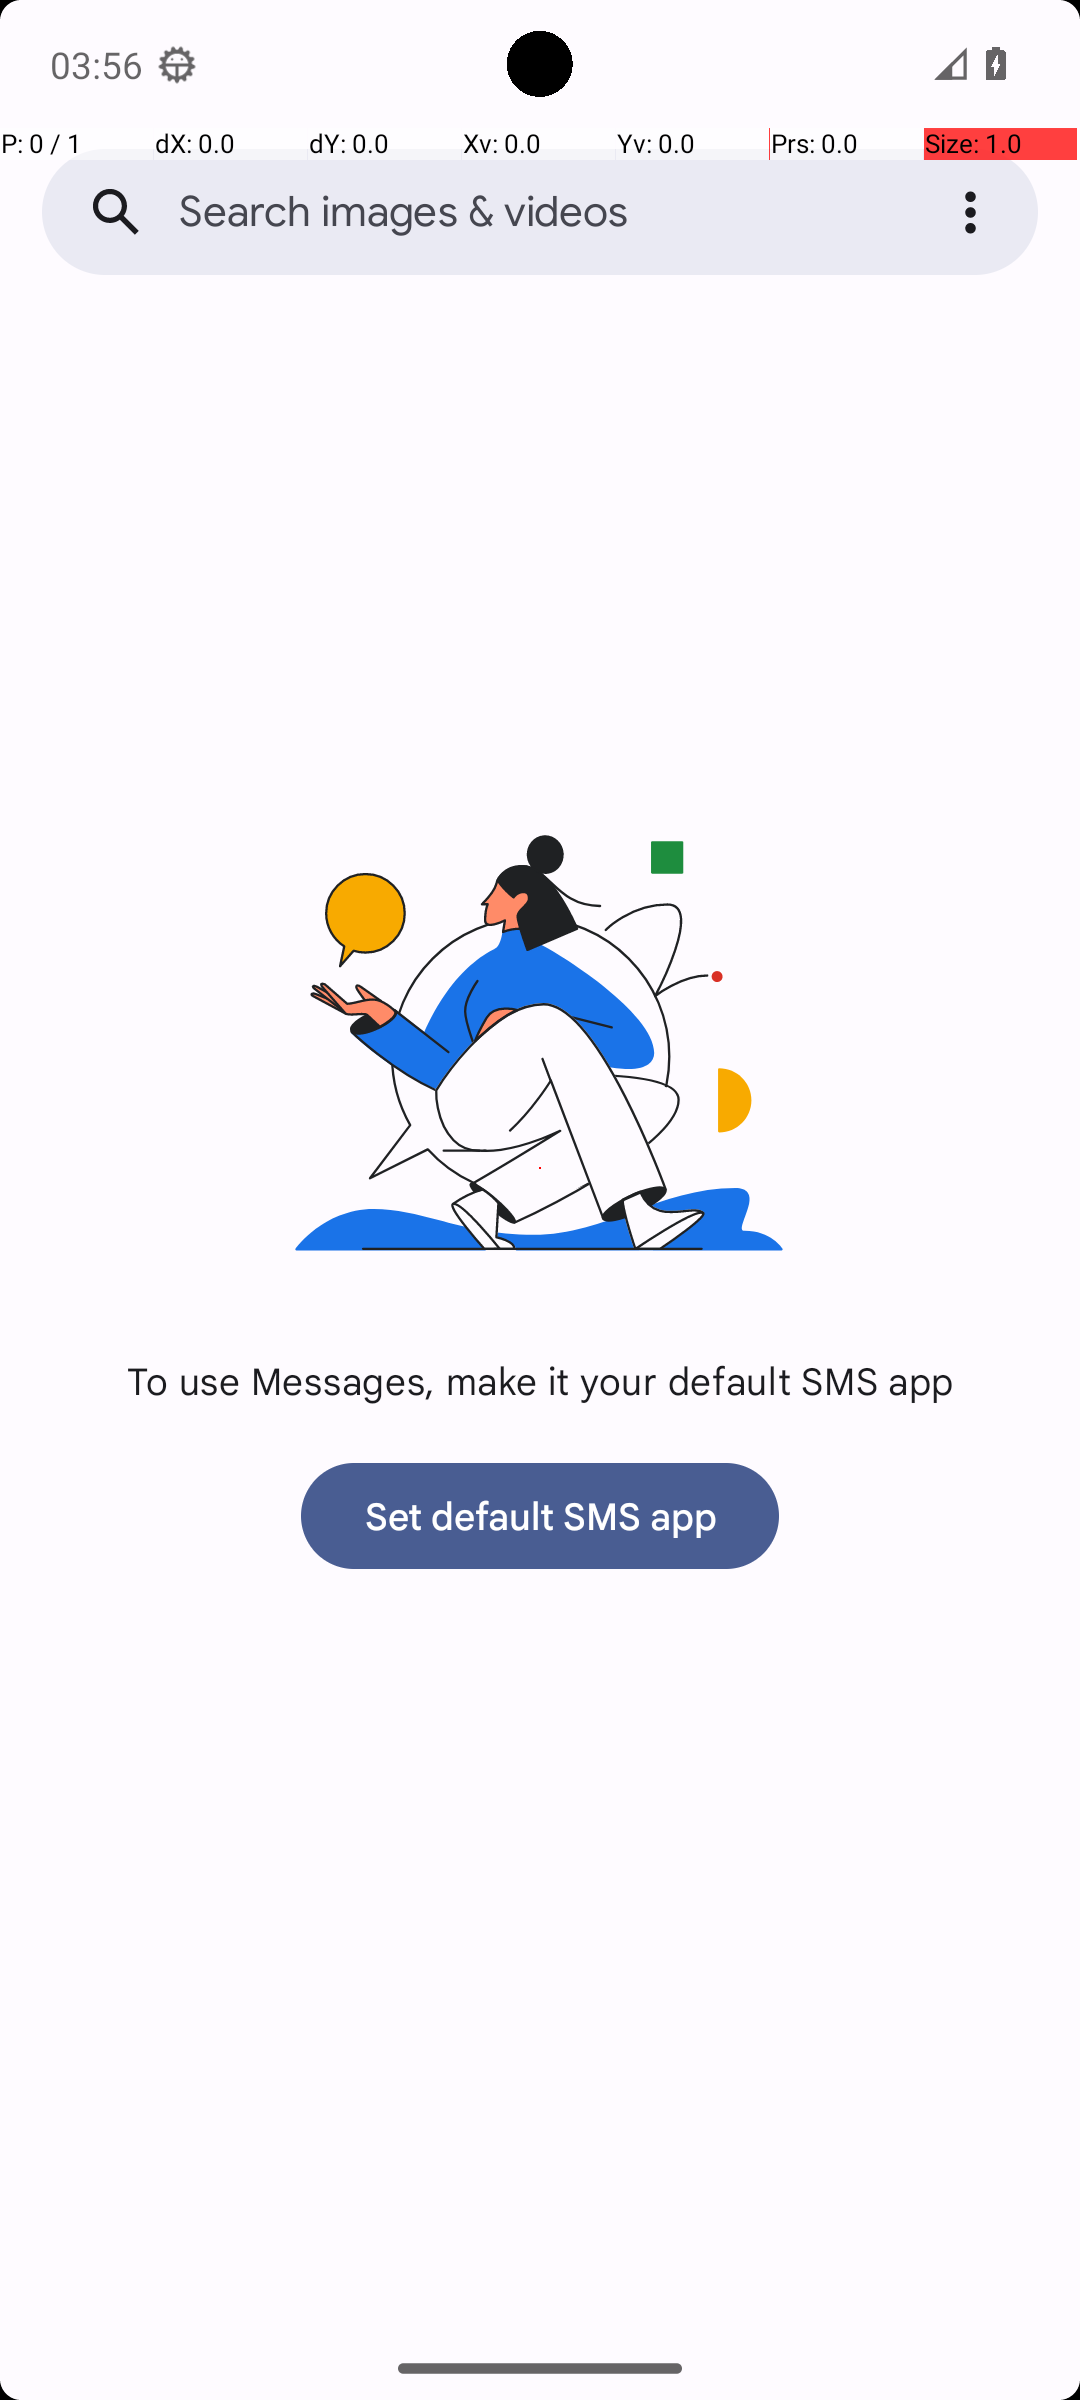 03:56
P: 0 / 1 dX: 0.0 dY: 0.0 Xv: 0.0 Yv: 0.0 Prs: 0.0 Size: 1.0
Search images & videos
To use Messages, make it your default SMS app
Set default SMS app